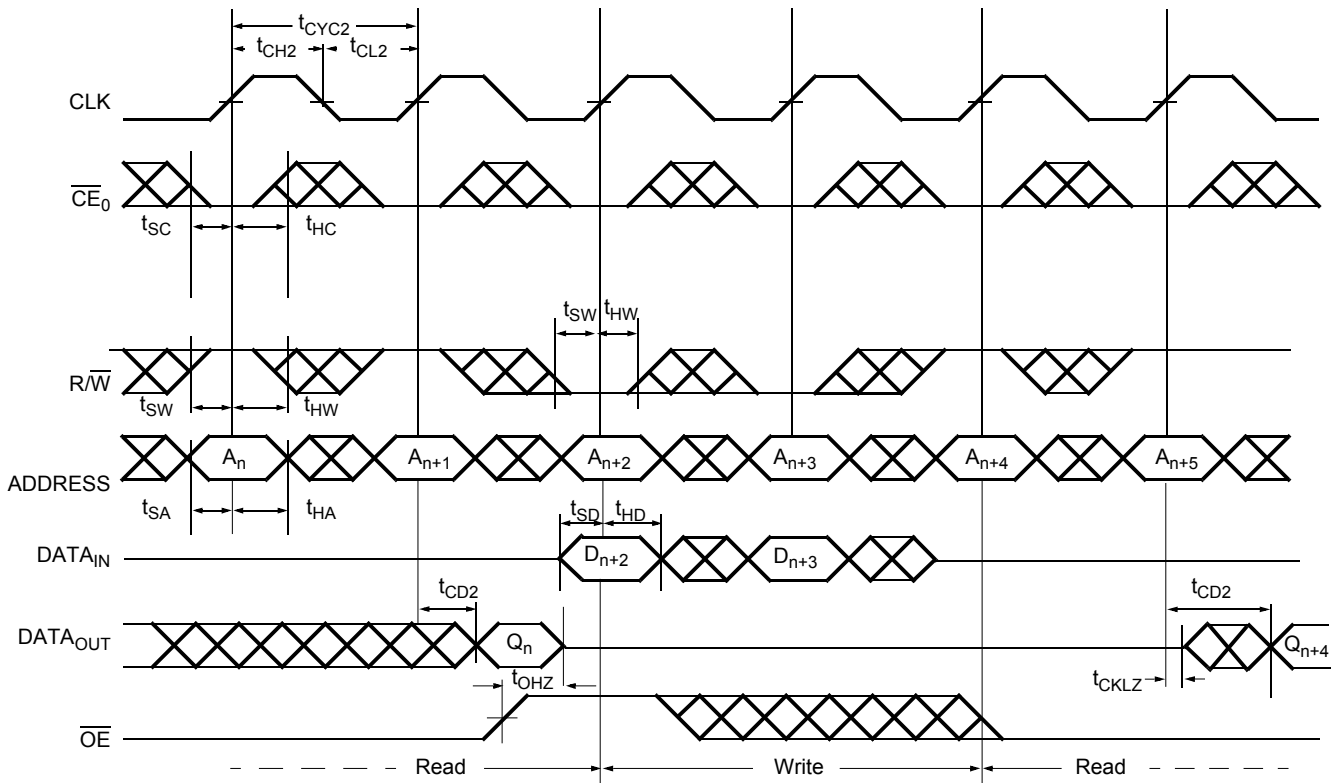 tCYC2
tCH2 tCL2
CLK
CE0
tSC tHC
tSW tHW
R/W
tSW tHW
An An+1 An+2 An+3 An+4 An+5
ADDRESS
tSA tHA
tSD tHD
DATAIN Dn+2 Dn+3
tCD2 tCD2
DATAOUT Qn Qn+4
tOHZ tCKLZ
OE
Read Write Read